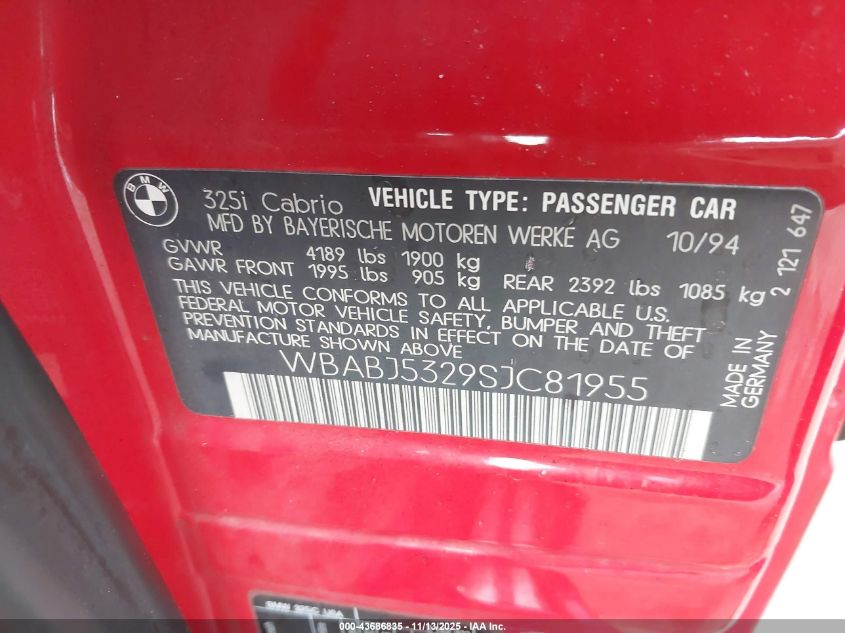 BMW
325i Cabrio VEHICLE TYPE: PASSENGER CAR
MFD BY BAYERISCHE MOTOREN WERKE AG 10/94
GVWR 4189 lbs 1900 kg
GAWR FRONT 1995 lbs 905 kg REAR 2392 lbs 1085 kg
THIS VEHICLE CONFORMS TO ALL APPLICABLE U.S.
FEDERAL MOTOR VEHICLE SAFETY, BUMPER AND THEFT
PREVENTION STANDARDS IN EFFECT ON THE DATE OF
MANUFACTURE SHOWN ABOVE
WBABJ5329SJC81955
2 121 647
MADE IN
GERMANY
BMW 325IC USA
000-43686835 - 11/13/2025 - IAA Inc.